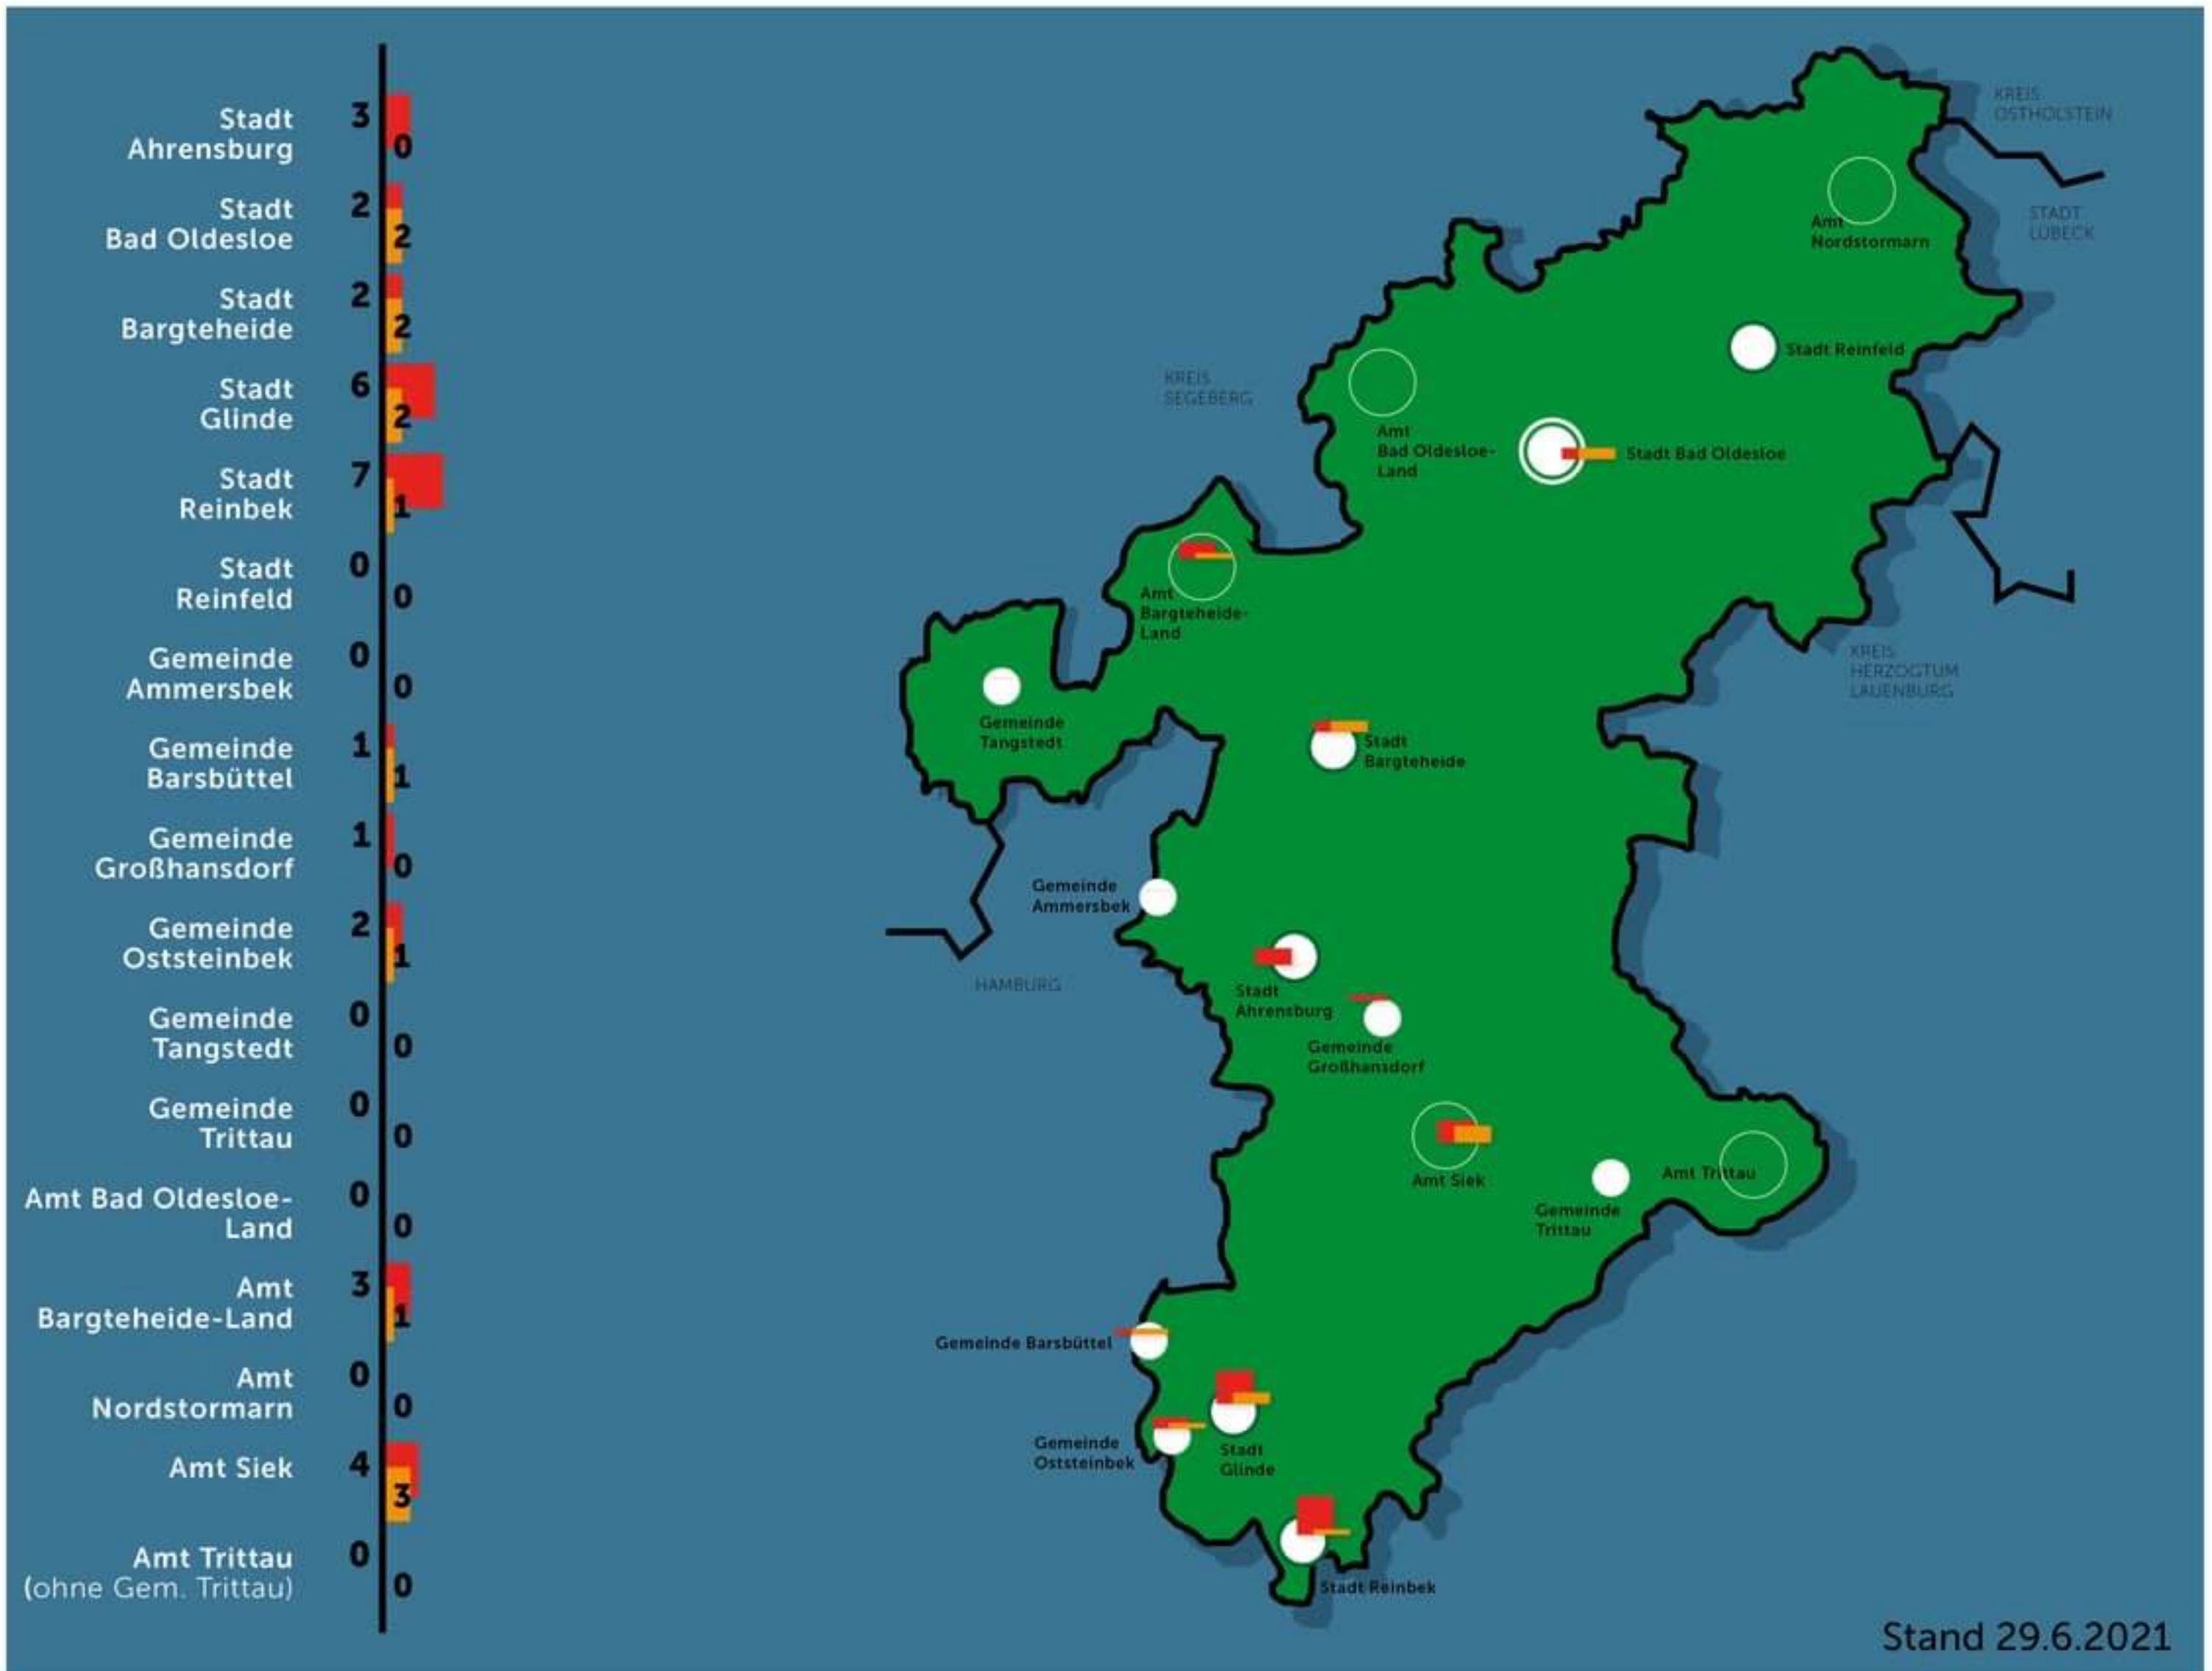 Stadt
Ahrensburg
3
0
Stadt
Bad Oldesloe
2
2
Stadt
Bargteheide
2
2
Stadt
Glinde
6
2
Stadt
Reinbek
7
1
Stadt
Reinfeld
0
0
Gemeinde
Ammersbek
0
0
Gemeinde
Barsbüttel
1
1
Gemeinde
Großhansdorf
1
0
Gemeinde
Oststeinbek
2
1
Gemeinde
Tangstedt
0
0
Gemeinde
Trittau
0
0
Amt Bad Oldesloe-
Land
0
0
Amt
Bargteheide-Land
3
1
Amt
Nordstormarn
0
0
Amt Siek
4
3
Amt Trittau
(ohne Gem. Trittau)
0
0
KREIS
OSTHOLSTEIN
STADT
LÜBECK
Amt
Nordstormarn
Stadt Reinfeld
KREIS
SEGEBERG
Amt
Bad Oldesloe-
Land
Stadt Bad Oldesloe
Amt
Bargteheide-
Land
KREIS
HERZOGTUM
LAUENBURG
Gemeinde
Tangstedt
Stadt
Bargteheide
Gemeinde
Ammersbek
HAMBURG
Stadt
Ahrensburg
Gemeinde
Großhansdorf
Amt Siek
Amt Trittau
Gemeinde
Trittau
Gemeinde Barsbüttel
Gemeinde
Oststeinbek
Stadt
Glinde
Stadt Reinbek
Stand 29.6.2021